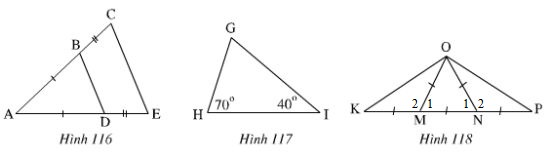 C
B
A
D
E
Hình 116
G
70°
40°
H
I
Hình 117
O
K
2
1
1
2
P
M
N
Hình 118